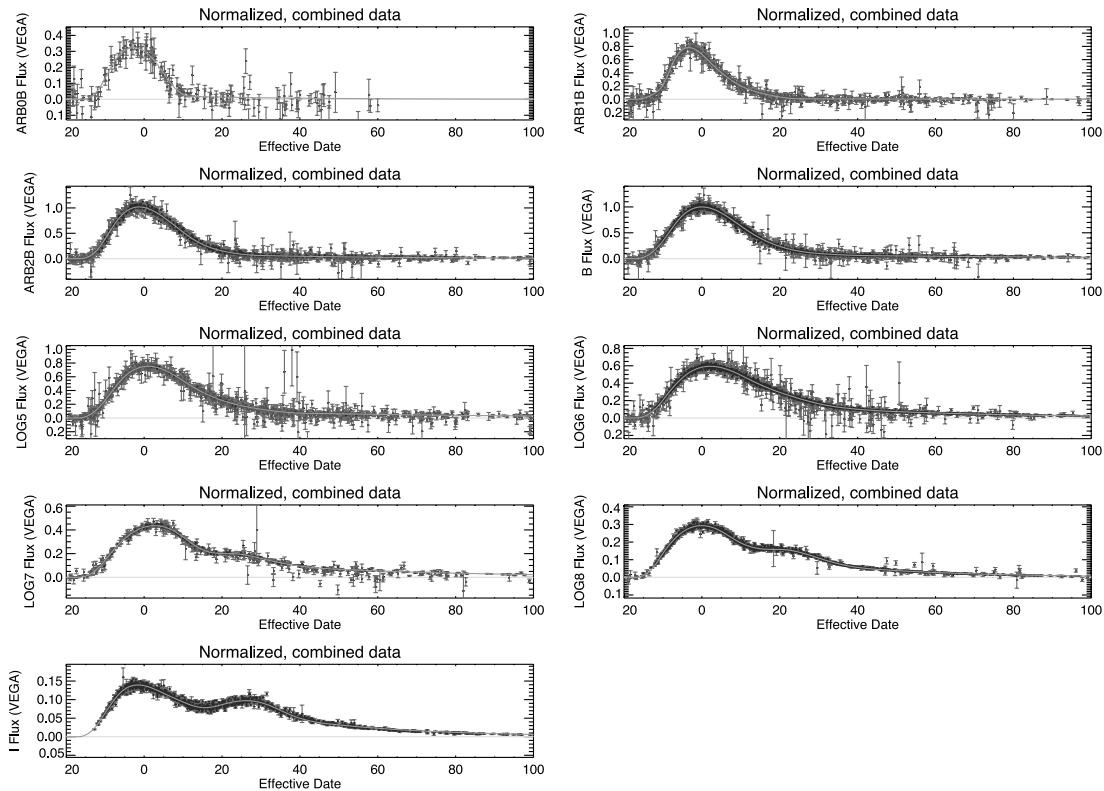 Normalized, combined data
ARB0B Flux (VEGA)
0.4
0.3
0.2
0.1
0.0
0.1
20 0 20 40 60 80 100
Effective Date
Normalized, combined data
ARB1B Flux (VEGA)
1.0
0.8
0.6
0.4
0.2
0.0
0.2
20 0 20 40 60 80 100
Effective Date
Normalized, combined data
ARB2B Flux (VEGA)
1.0
0.5
0.0
20 0 20 40 60 80 100
Effective Date
Normalized, combined data
B Flux (VEGA)
1.0
0.5
0.0
20 0 20 40 60 80 100
Effective Date
Normalized, combined data
LOG5 Flux (VEGA)
1.0
0.8
0.6
0.4
0.2
0.0
0.2
20 0 20 40 60 80 100
Effective Date
Normalized, combined data
LOG6 Flux (VEGA)
0.8
0.6
0.4
0.2
0.0
0.2
20 0 20 40 60 80 100
Effective Date
Normalized, combined data
LOG7 Flux (VEGA)
0.6
0.4
0.2
0.0
20 0 20 40 60 80 100
Effective Date
Normalized, combined data
LOG8 Flux (VEGA)
0.4
0.3
0.2
0.1
0.0
0.1
20 0 20 40 60 80 100
Effective Date
Normalized, combined data
I Flux (VEGA)
0.15
0.10
0.05
0.00
0.05
20 0 20 40 60 80 100
Effective Date